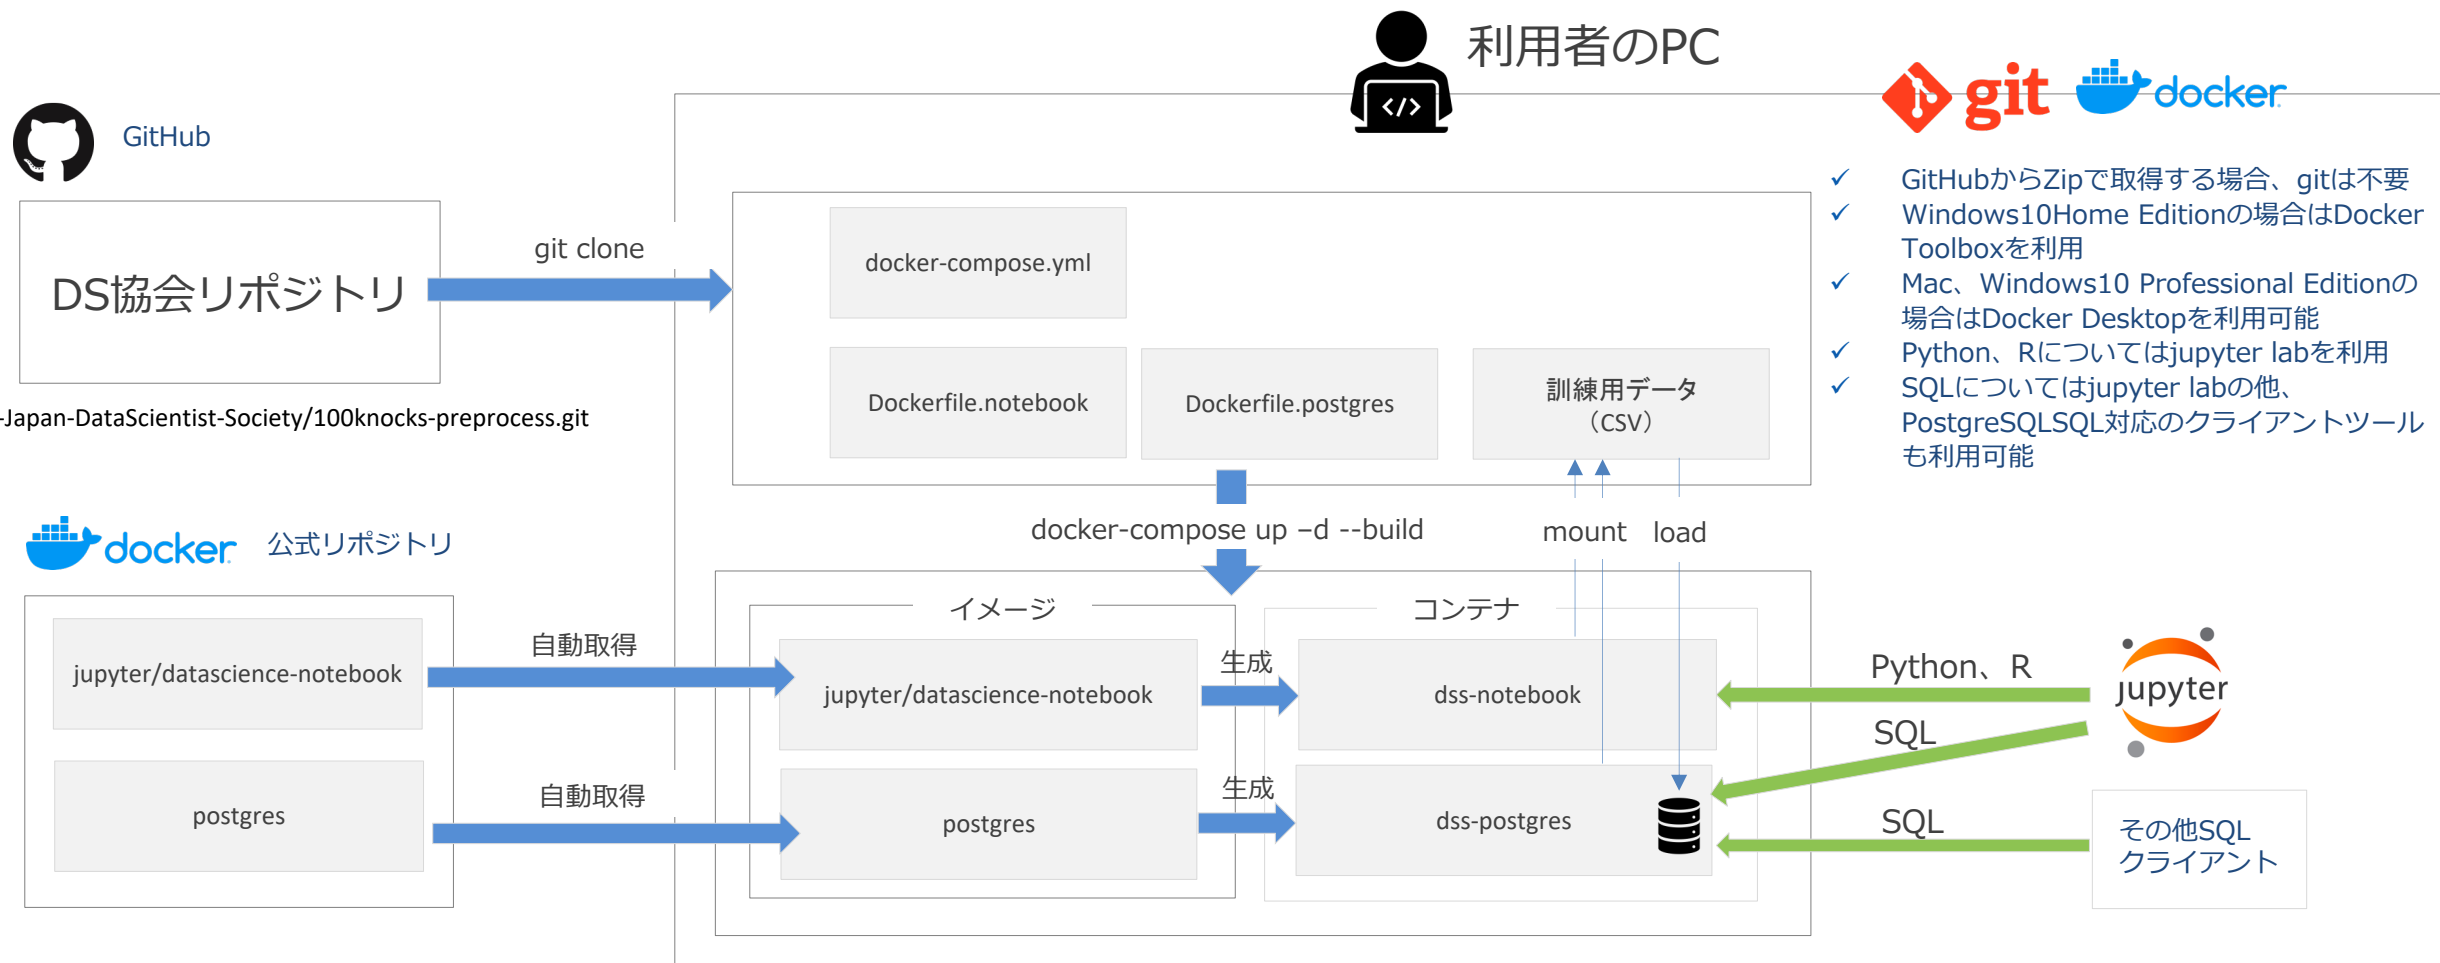 利用者のPC
</>
git
docker
GitHub
DS協会リポジトリ
-Japan-DataScientist-Society/100knocks-preprocess.git
git clone
docker-compose.yml
Dockerfile.notebook
Dockerfile.postgres
訓練用データ
（CSV）
GitHubからZipで取得する場合、gitは不要
Windows10Home Editionの場合はDocker
Toolboxを利用
Mac、Windows10 Professional Editionの
場合はDocker Desktopを利用可能
Python、Rについてはjupyter labを利用
SQLについてはjupyter labの他、
PostgreSQLSQL対応のクライアントツール
も利用可能
docker-compose up –d --build
mount
load
docker
公式リポジトリ
jupyter/datascience-notebook
postgres
自動取得
自動取得
イメージ
jupyter/datascience-notebook
postgres
生成
生成
コンテナ
dss-notebook
dss-postgres
Python、R
SQL
SQL
jupyter
その他SQL
クライアント